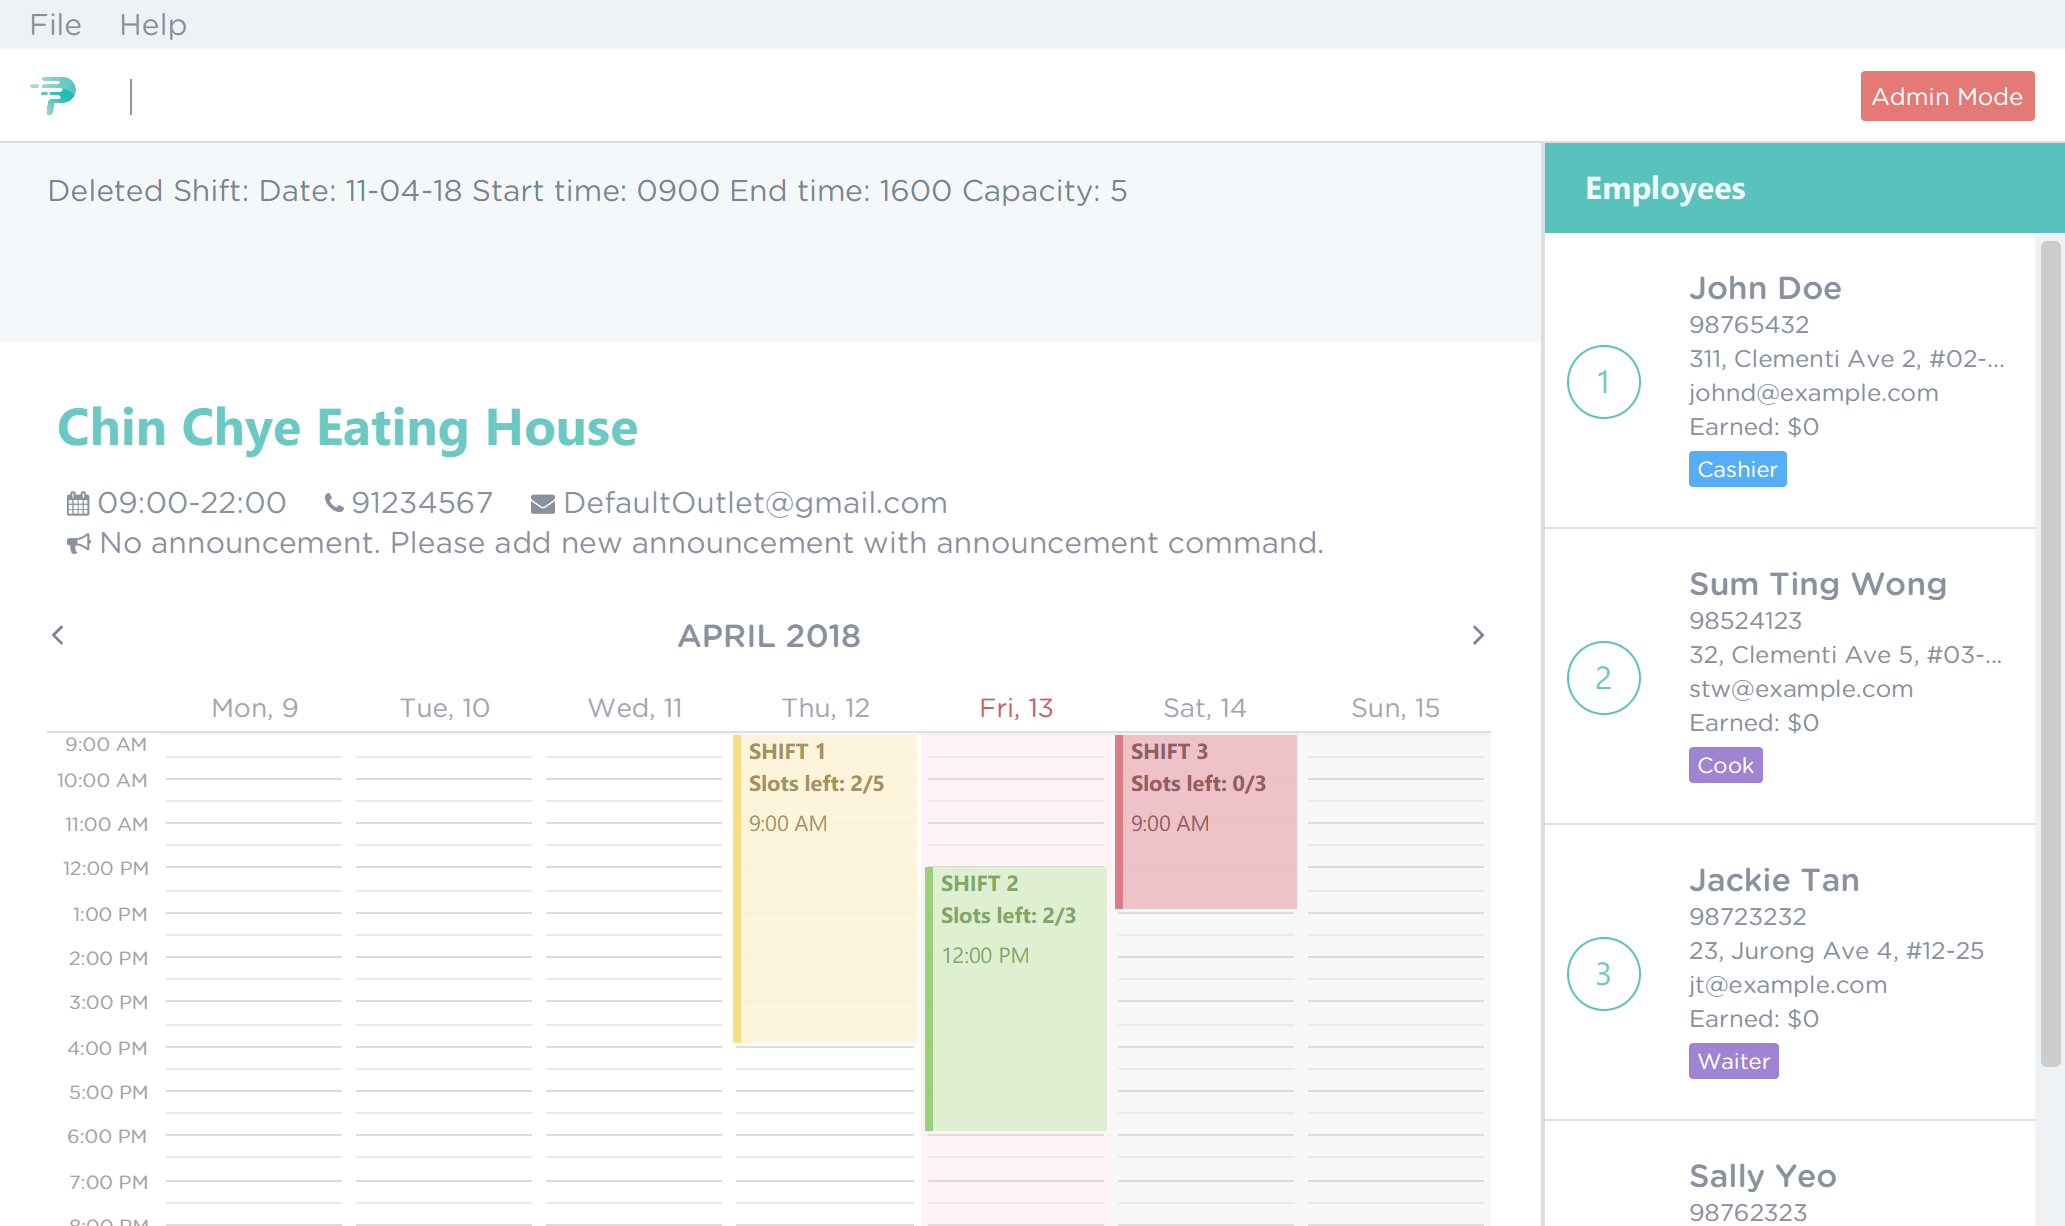 File Help
Admin Mode
Deleted Shift: Date: 11-04-18 Start time: 0900 End time: 1600 Capacity: 5
Chin Chye Eating House
09:00-22:00 91234567 DefaultOutlet@gmail.com
No announcement. Please add new announcement with announcement command.
APRIL 2018
Mon, 9 Tue, 10 Wed, 11 Thu, 12 Fri, 13 Sat, 14 Sun, 15
9:00 AM
10:00 AM
11:00 AM
12:00 PM
1:00 PM
2:00 PM
3:00 PM
4:00 PM
5:00 PM
6:00 PM
7:00 PM
8:00 PM
SHIFT 1
Slots left: 2/5
9:00 AM
SHIFT 2
Slots left: 2/3
12:00 PM
SHIFT 3
Slots left: 0/3
9:00 AM
Employees
1
John Doe
98765432
311, Clementi Ave 2, #02-...
johnd@example.com
Earned: $0
Cashier
2
Sum Ting Wong
98524123
32, Clementi Ave 5, #03-...
stw@example.com
Earned: $0
Cook
3
Jackie Tan
98723232
23, Jurong Ave 4, #12-25
jt@example.com
Earned: $0
Waiter
Sally Yeo
98762323